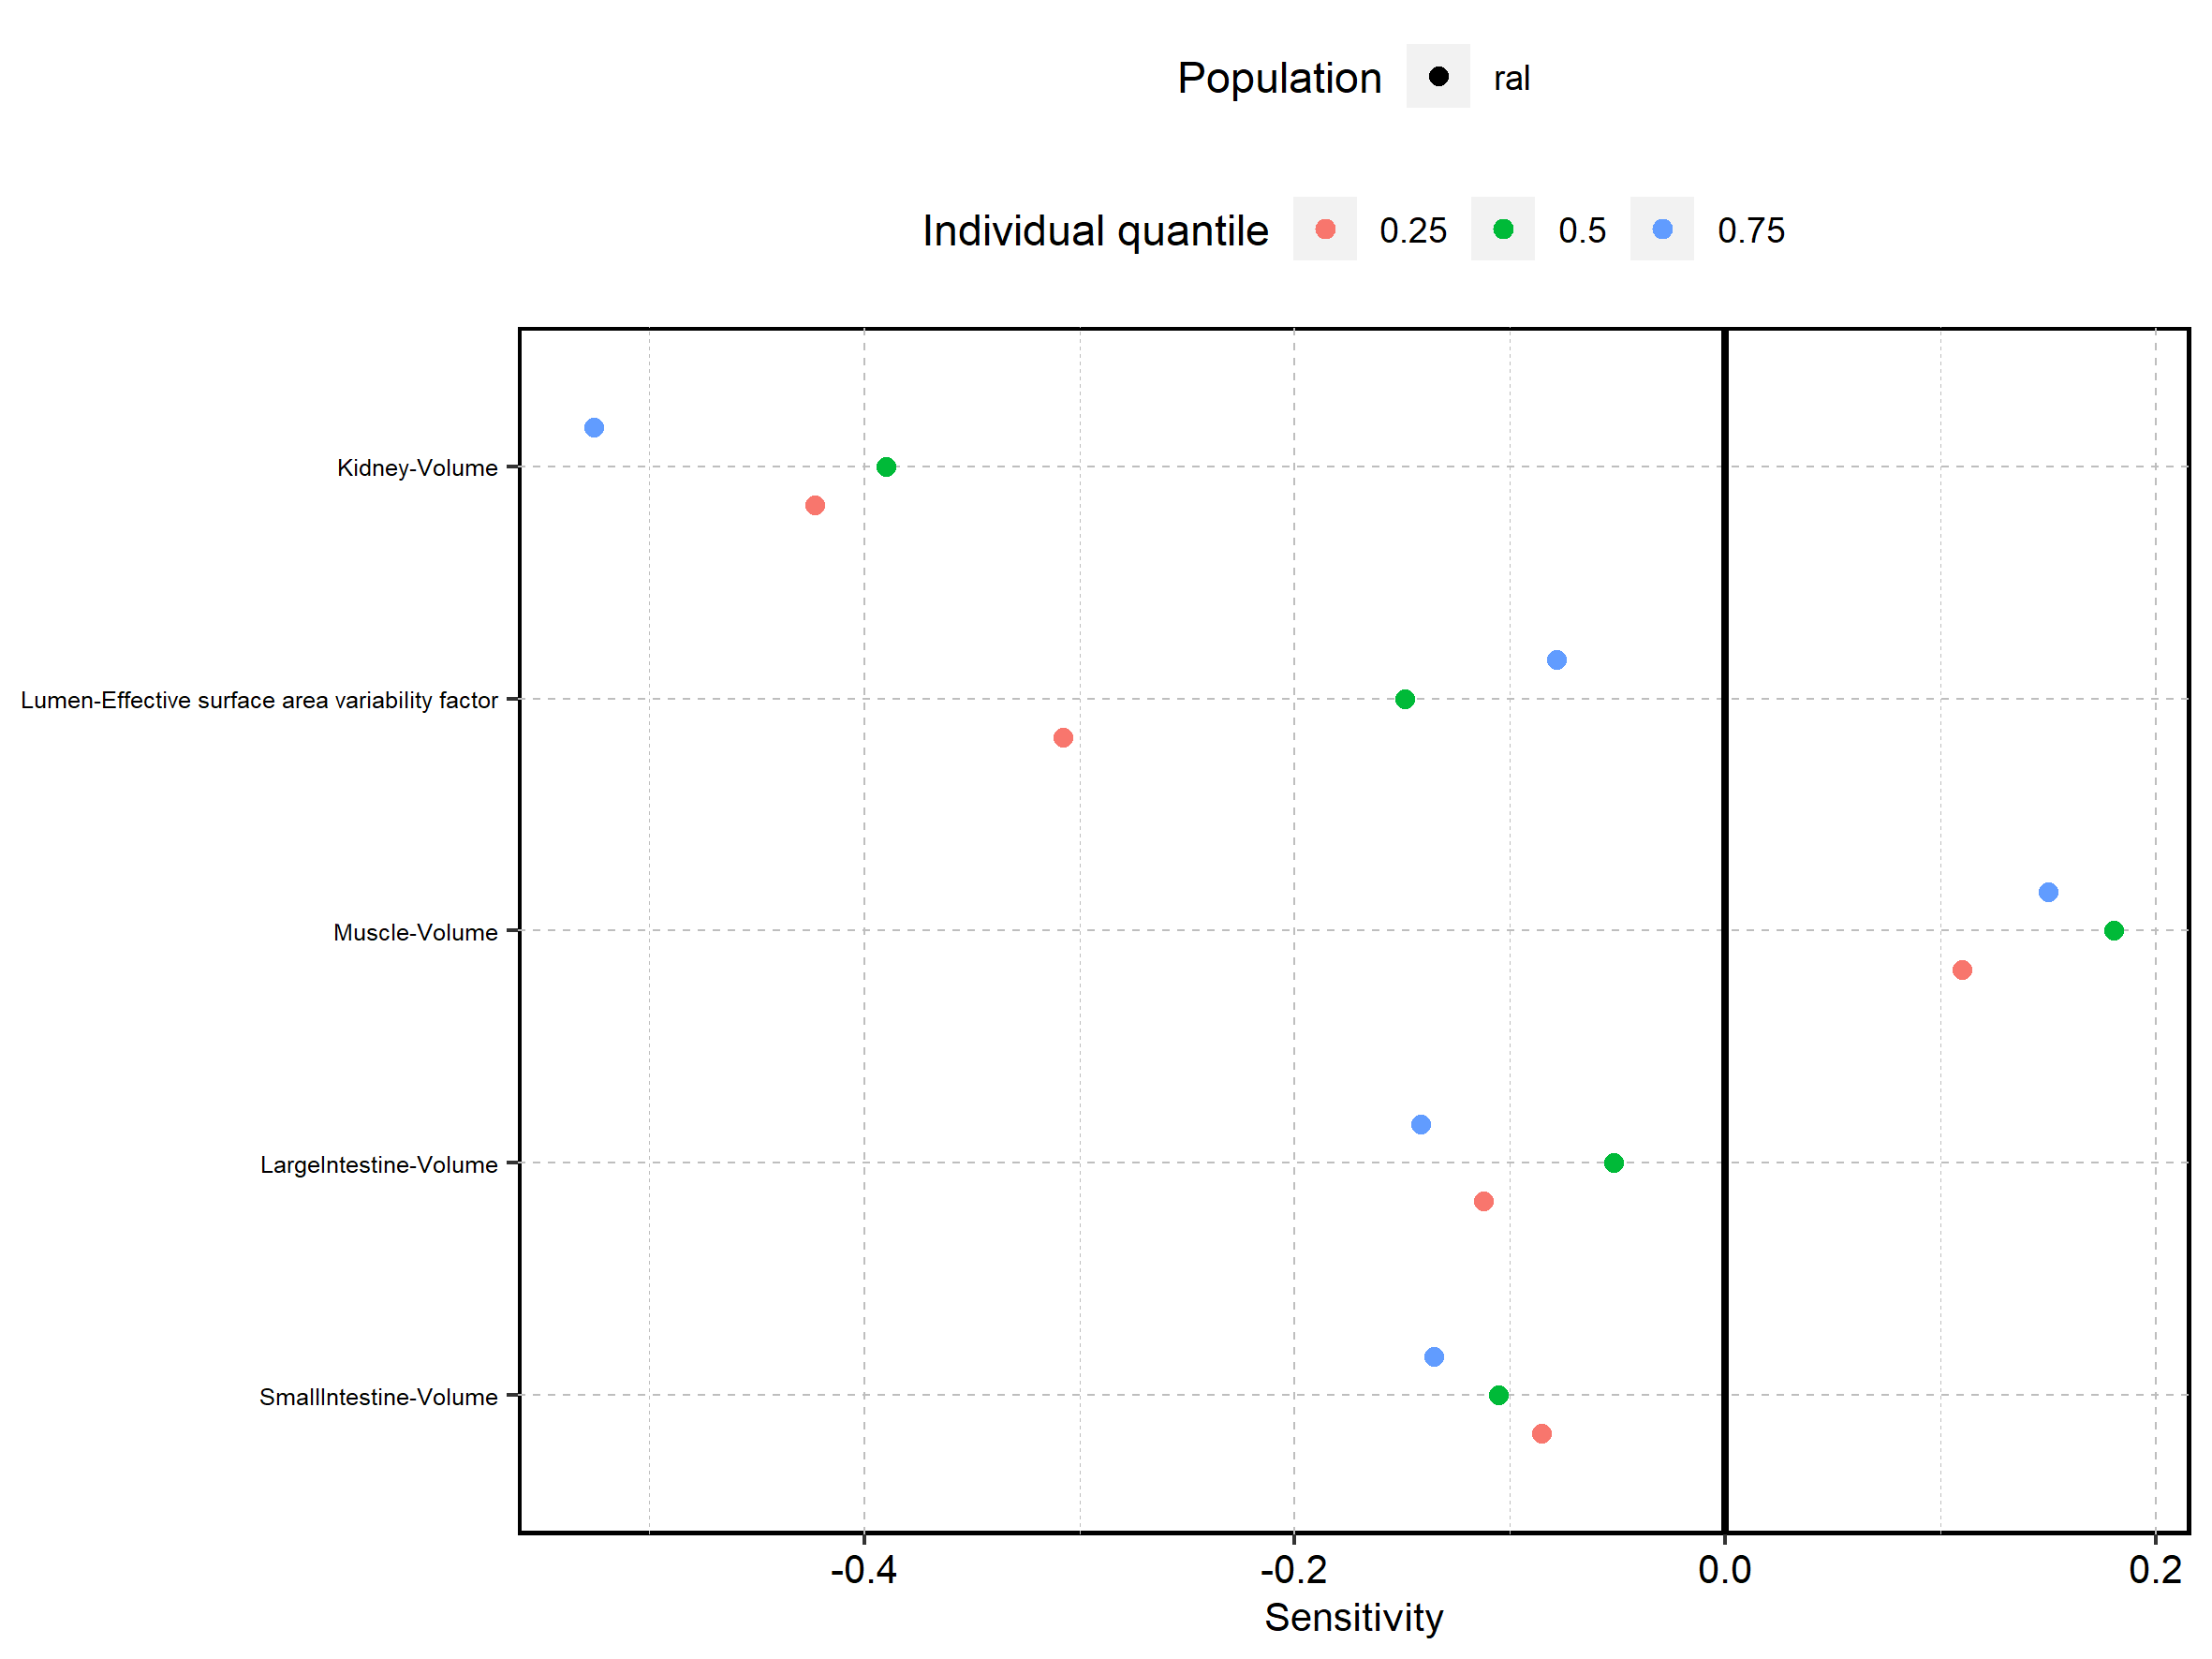 Population ral
Individual quantile 0.25 0.5 0.75
Kidney-Volume
Lumen-Effective surface area variability factor
Muscle-Volume
LargeIntestine-Volume
SmallIntestine-Volume
-0.4 -0.2 0.0 0.2
Sensitivity